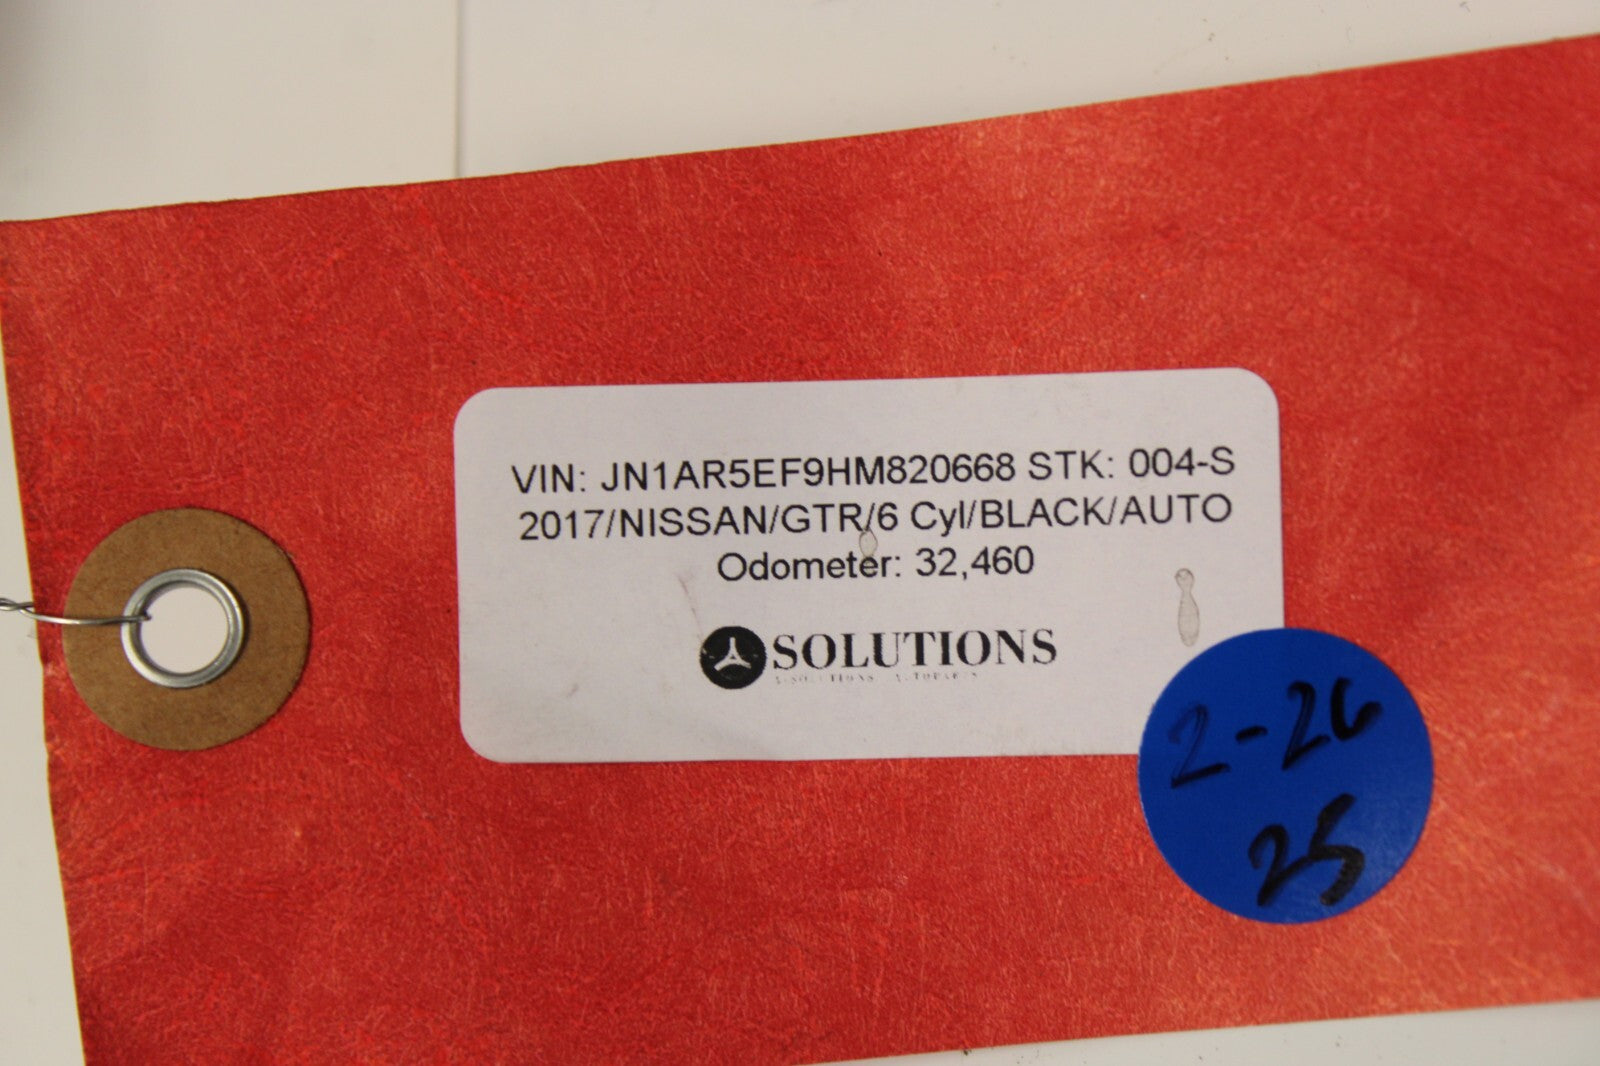 VIN: JN1AR5EF9HM820668 STK: 004-S
2017/NISSAN/GTR/6 Cyl/BLACK/AUTO
Odometer: 32,460
SOLUTIONS
2-26
25